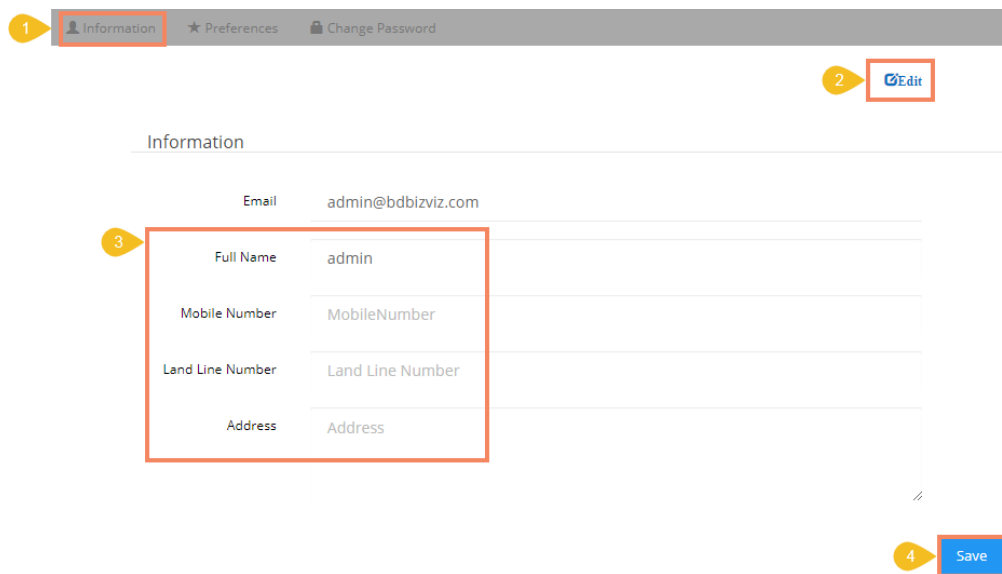 1 Information Preferences Change Password
2 Edit
Information
Email admin@bdbizviz.com
3
Full Name admin
Mobile Number MobileNumber
Land Line Number Land Line Number
Address Address
4 Save